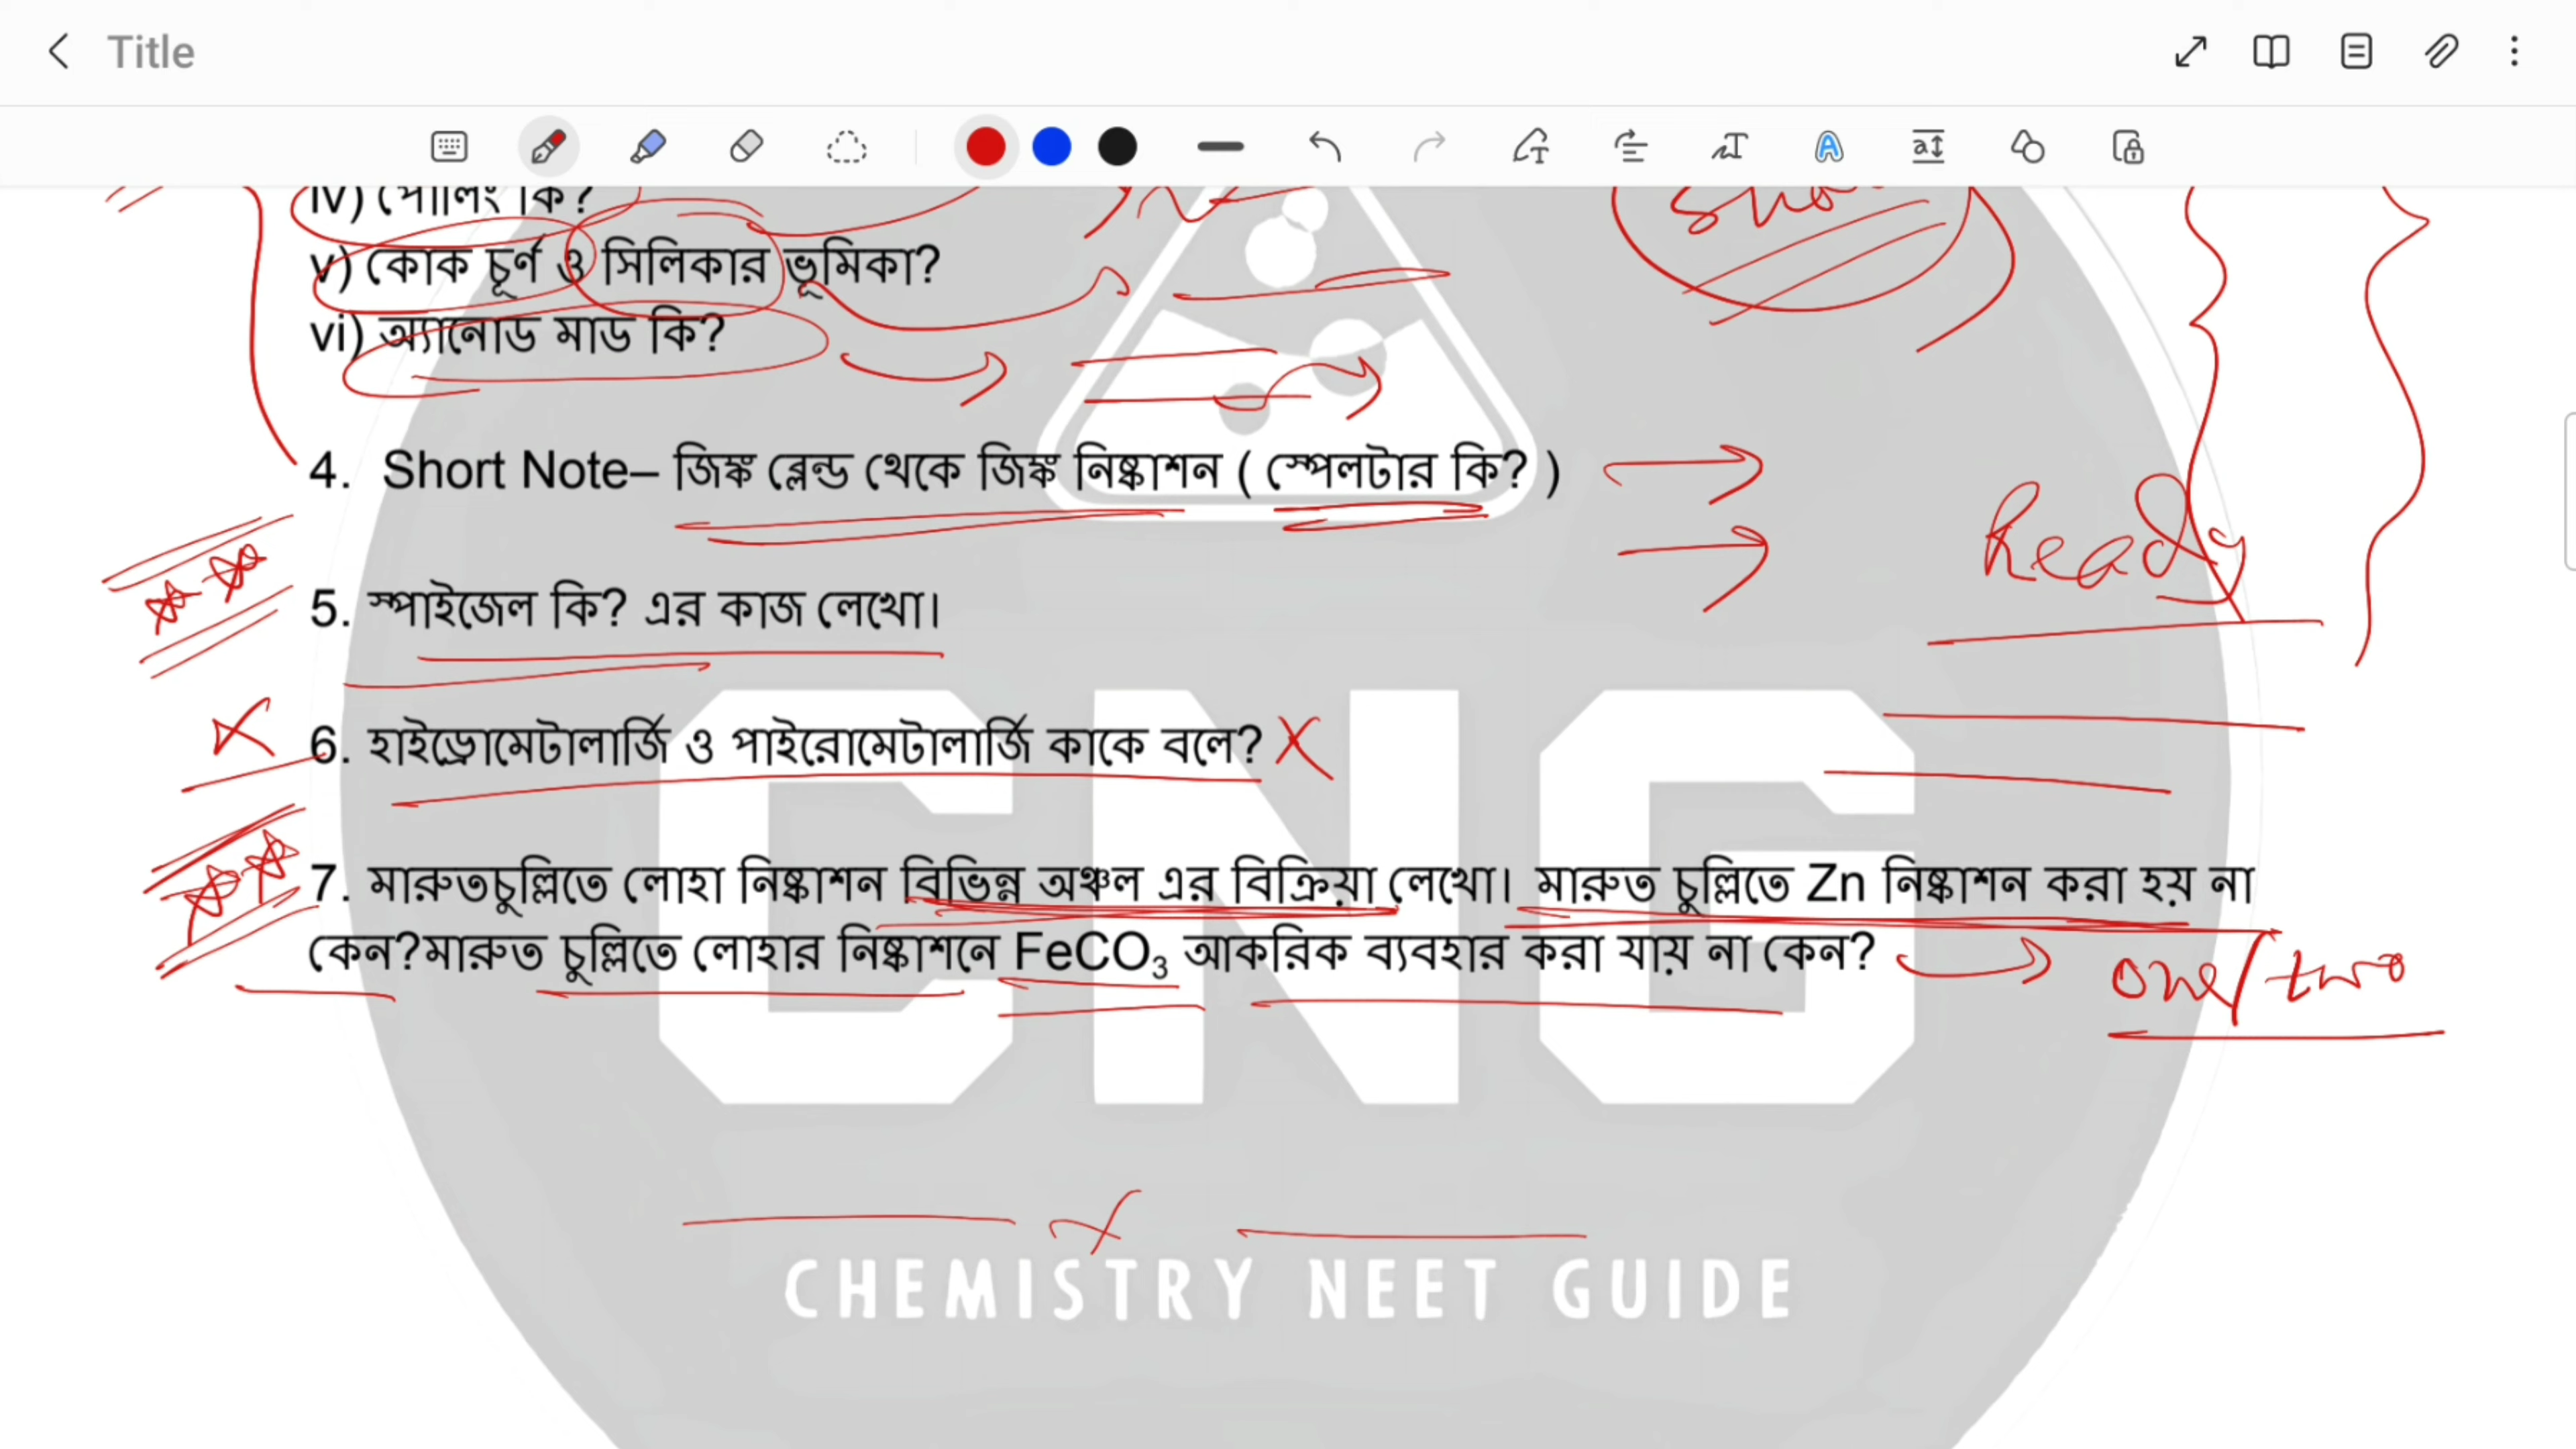 Title
iv) পোলিং কি?
v) কোক চূর্ণ ও সিলিকার ভূমিকা?
vi) অ্যানোড মাড কি?
4. Short Note– জিঙ্ক ব্লেন্ড থেকে জিঙ্ক নিষ্কাশন ( স্পেলটার কি? )
Ready
5. স্পাইজেল কি? এর কাজ লেখো।
6. হাইড্রোমেটালার্জি ও পাইরোমেটালার্জি কাকে বলে?
7. মারুতচুল্লিতে লোহা নিষ্কাশন বিভিন্ন অঞ্চল এর বিক্রিয়া লেখো। মারুত চুল্লিতে Zn নিষ্কাশন করা হয় না
কেন?মারুত চুল্লিতে লোহার নিষ্কাশনে FeCO₃ আকরিক ব্যবহার করা যায় না কেন?
one/two
CNG
CHEMISTRY NEET GUIDE